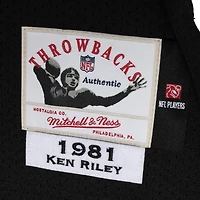 THROWBACKS
NFL
Authentic
NOSTALGIA CO.
Mitchell & Ness
PHILADELPHIA, PA.
NFL PLAYERS
1981
KEN RILEY